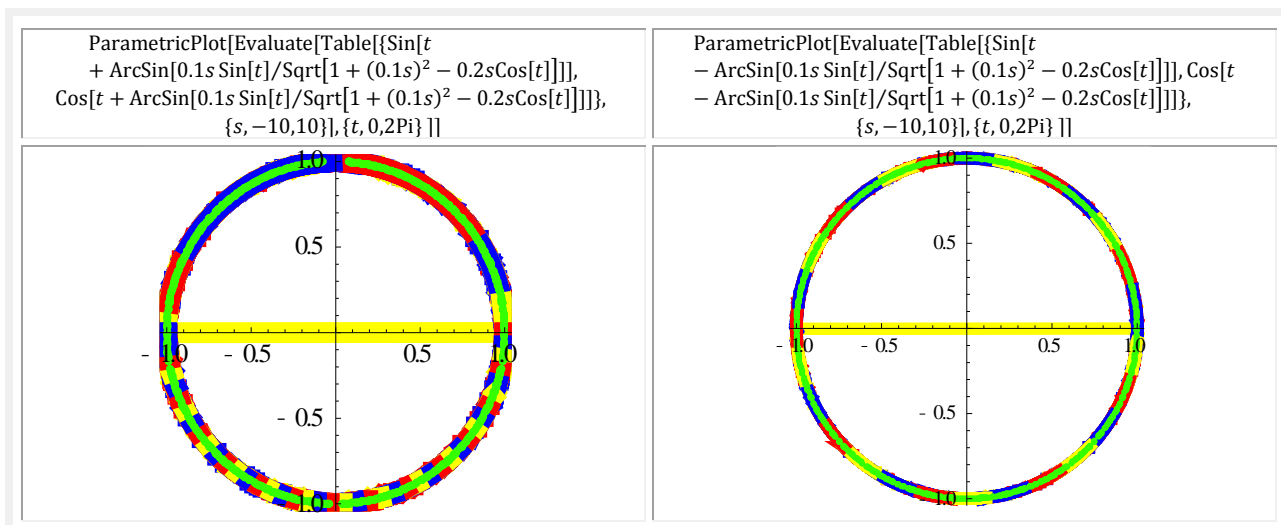 ParametricPlot[Evaluate[Table[{Sin[t
+ ArcSin[0.1s Sin[t]/Sqrt[1 + (0.1s)² − 0.2sCos[t]]]],
Cos[t + ArcSin[0.1s Sin[t]/Sqrt[1 + (0.1s)² − 0.2sCos[t]]]]},
{s, −10,10}], {t, 0,2Pi} ]]
ParametricPlot[Evaluate[Table[{Sin[t
− ArcSin[0.1s Sin[t]/Sqrt[1 + (0.1s)² − 0.2sCos[t]]]], Cos[t
− ArcSin[0.1s Sin[t]/Sqrt[1 + (0.1s)² − 0.2sCos[t]]]]},
{s, −10,10}], {t, 0,2Pi} ]]
1.0
0.5
- 1.0 - 0.5 0.5 1.0
- 0.5
1.0
1.0
0.5
- 1.0 - 0.5 0.5 1.0
- 0.5
1.0